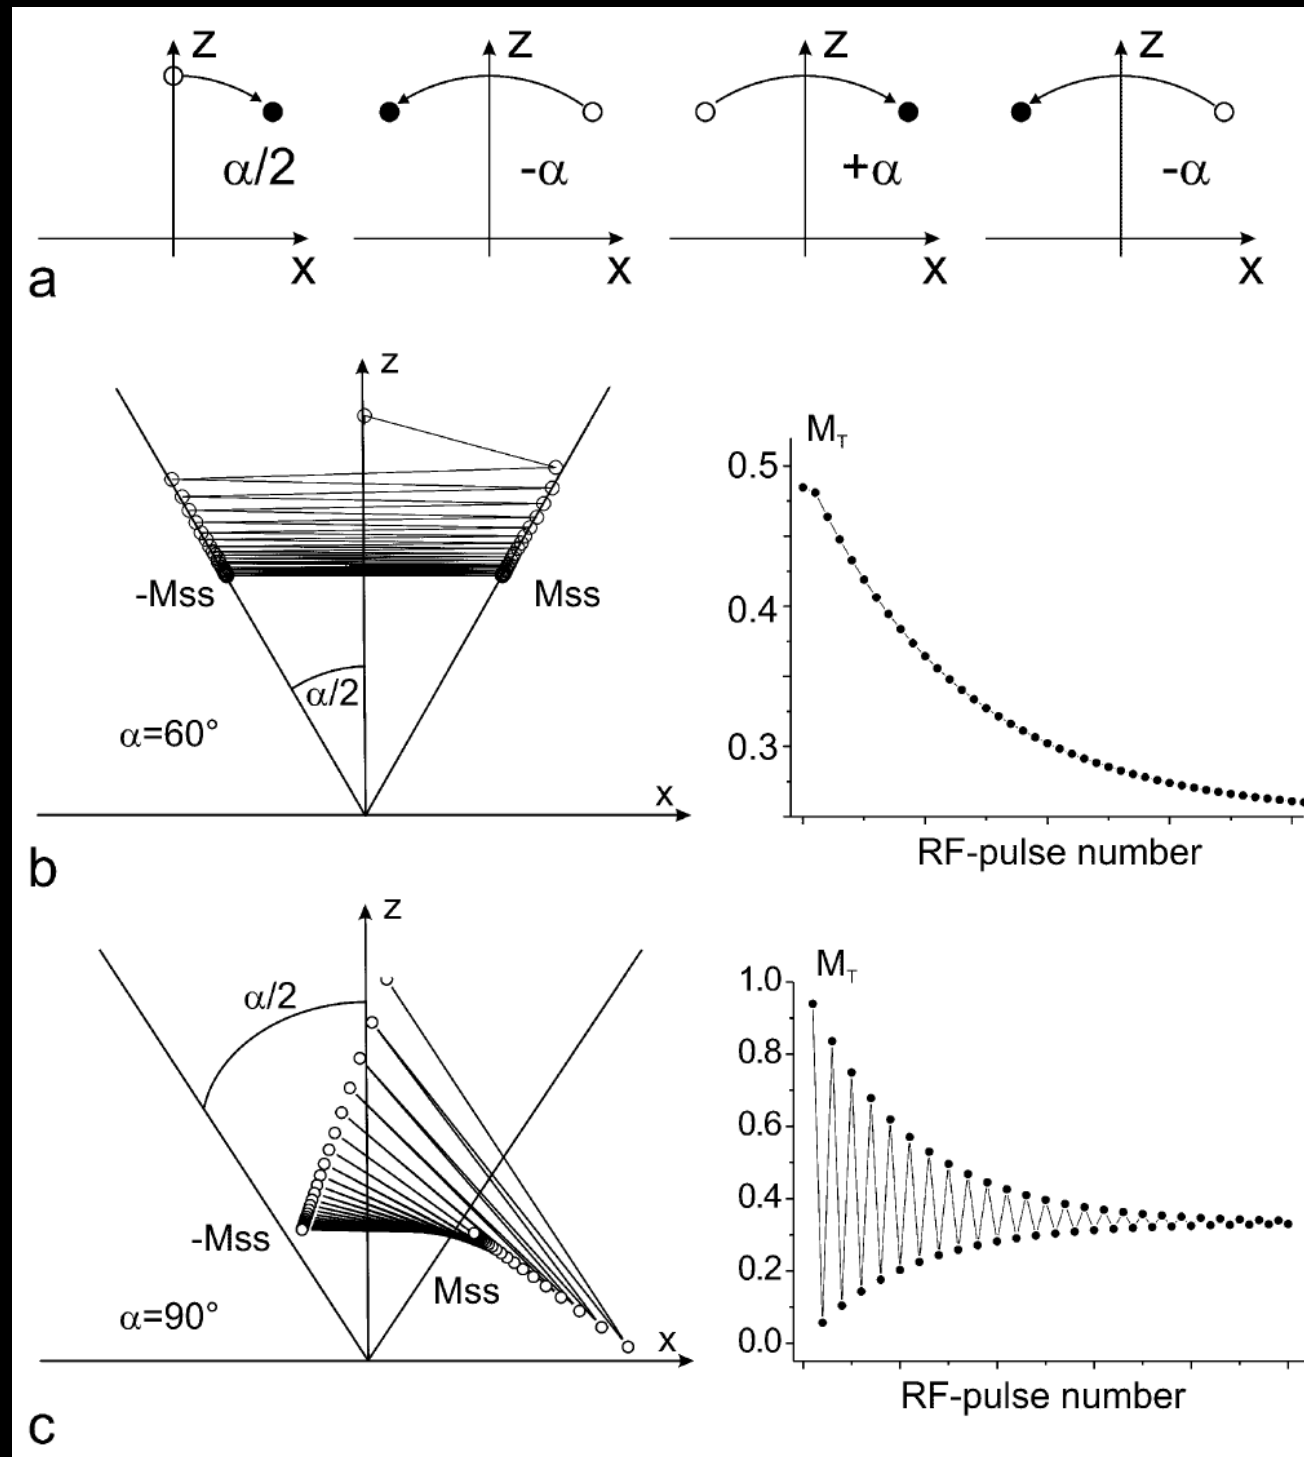 z z z z
α/2 -α +α -α
x x x x
a
z
-Mss Mss
α/2
α=60°
x
b
M_T
0.5
0.4
0.3
RF-pulse number
z
α/2
-Mss
Mss
α=90°
x
c
M_T
1.0
0.8
0.6
0.4
0.2
0.0
RF-pulse number